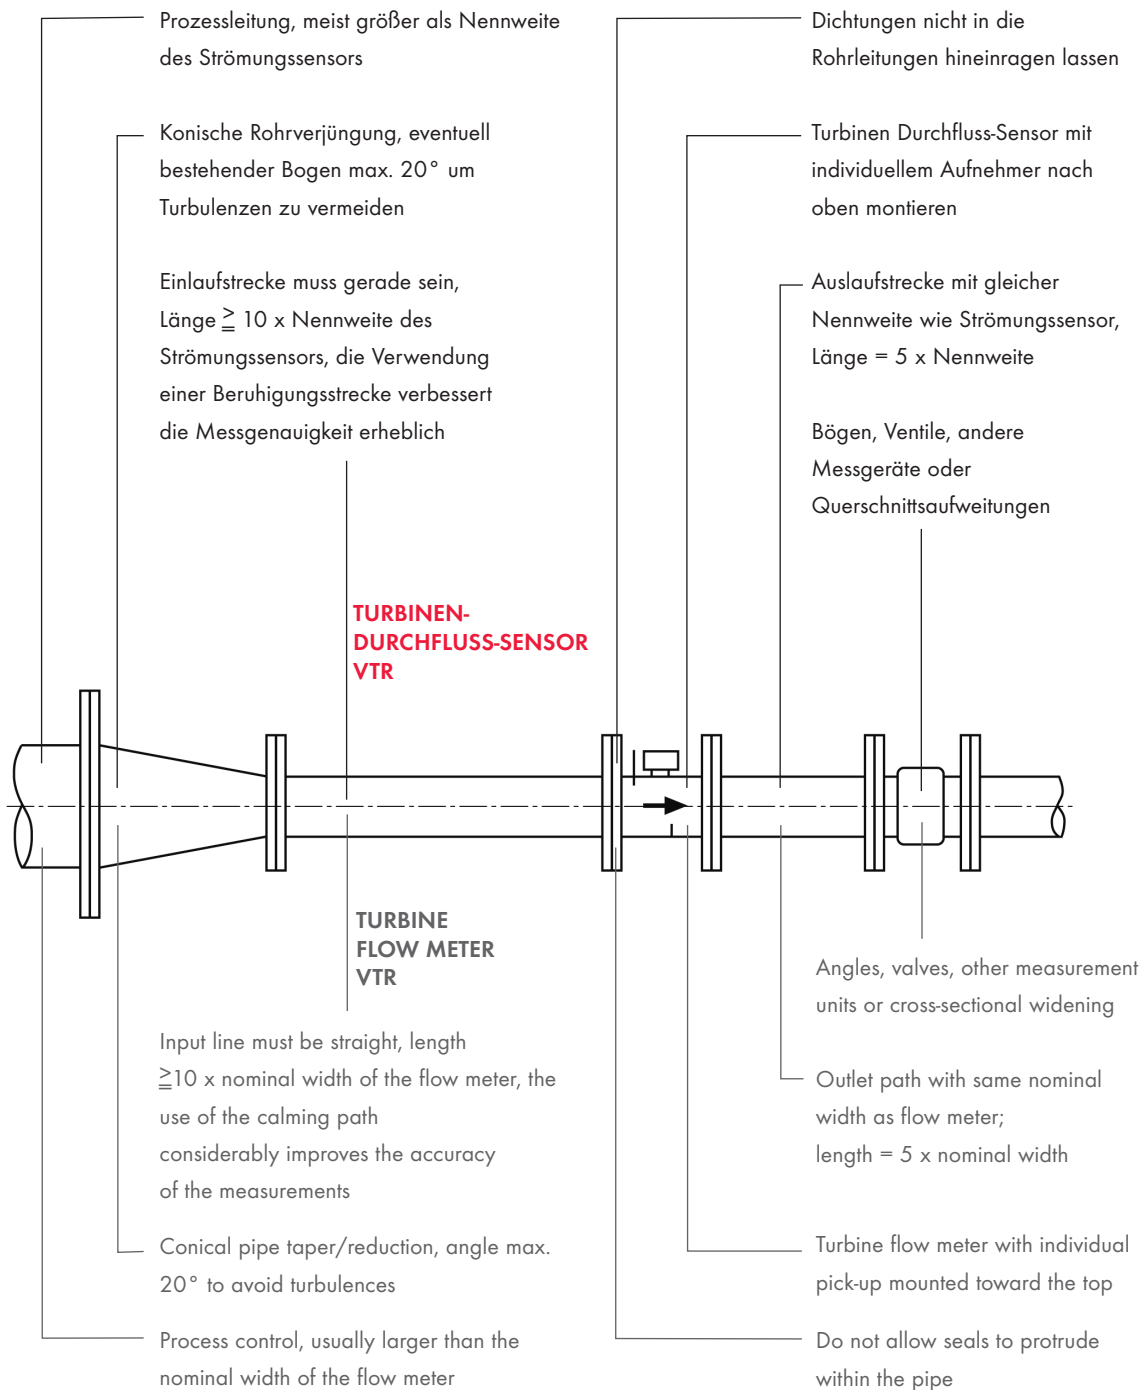 Prozessleitung, meist größer als Nennweite
des Strömungssensors
Konische Rohrverjüngung, eventuell
bestehender Bogen max. 20° um
Turbulenzen zu vermeiden
Einlaufstrecke muss gerade sein,
Länge ≧ 10 x Nennweite des
Strömungssensors, die Verwendung
einer Beruhigungsstrecke verbessert
die Messgenauigkeit erheblich
Dichtungen nicht in die
Rohrleitungen hineinragen lassen
Turbinen Durchfluss-Sensor mit
individuellem Aufnehmer nach
oben montieren
Auslaufstrecke mit gleicher
Nennweite wie Strömungssensor,
Länge = 5 x Nennweite
Bögen, Ventile, andere
Messgeräte oder
Querschnittsaufweitungen
TURBINEN-
DURCHFLUSS-SENSOR
VTR
TURBINE
FLOW METER
VTR
Input line must be straight, length
≧10 x nominal width of the flow meter, the
use of the calming path
considerably improves the accuracy
of the measurements
Conical pipe taper/reduction, angle max.
20° to avoid turbulences
Process control, usually larger than the
nominal width of the flow meter
Angles, valves, other measurement
units or cross-sectional widening
Outlet path with same nominal
width as flow meter;
length = 5 x nominal width
Turbine flow meter with individual
pick-up mounted toward the top
Do not allow seals to protrude
within the pipe